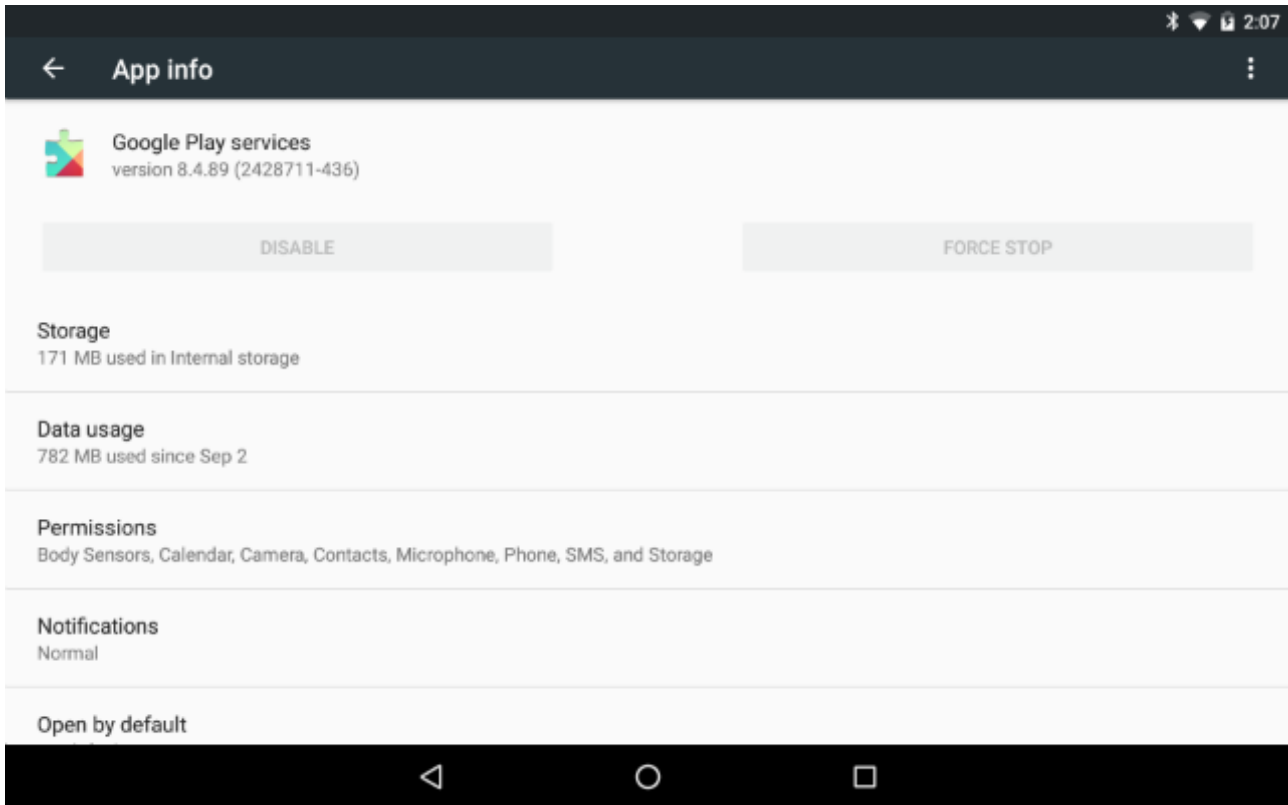 2:07
App info
Google Play services
version 8.4.89 (2428711-436)
DISABLE
FORCE STOP
Storage
171 MB used in Internal storage
Data usage
782 MB used since Sep 2
Permissions
Body Sensors, Calendar, Camera, Contacts, Microphone, Phone, SMS, and Storage
Notifications
Normal
Open by default